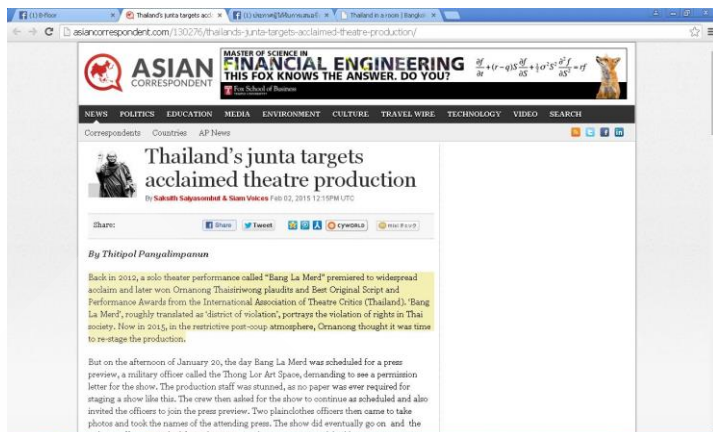 (1) B-floor
Thailand's junta targets acc
Thailand in a room | Bangkok
asiancorrespondent.com/130276/thailands-junta-targets-acclaimed-theatre-production/
ASIAN
CORRESPONDENT
MASTER OF SCIENCE IN
FINANCIAL ENGINEERING
THIS FOX KNOWS THE ANSWER. DO YOU?
Fox School of Business
NEWS POLITICS EDUCATION MEDIA ENVIRONMENT CULTURE TRAVEL WIRE TECHNOLOGY VIDEO SEARCH
Correspondents Countries AP News
Thailand's junta targets
acclaimed theatre production
By Saksith Saiyasombut & Siam Voices Feb 02, 2015 12:15PM UTC
Share: Share Tweet CYWORLD
By Thitipol Panyalimpanun
Back in 2012, a solo theater performance called "Bang La Merd" premiered to widespread
acclaim and later won Ornanong Thaisiriwong plaudits and Best Original Script and
Performance Awards from the International Association of Theatre Critics (Thailand). 'Bang
La Merd', roughly translated as 'district of violation', portrays the violation of rights in Thai
society. Now in 2015, in the restrictive post-coup atmosphere, Ornanong thought it was time
to re-stage the production.
But on the afternoon of January 20, the day Bang La Merd was scheduled for a press
preview, a military officer called the Thong Lor Art Space, demanding to see a permission
letter for the show. The production staff was stunned, as no paper was ever required for
staging a show like this. The crew then asked for the show to continue as scheduled and also
invited the officers to join the press preview. Two plainclothes officers then came to take
photos and took the names of the attending press. The show did eventually go on and the